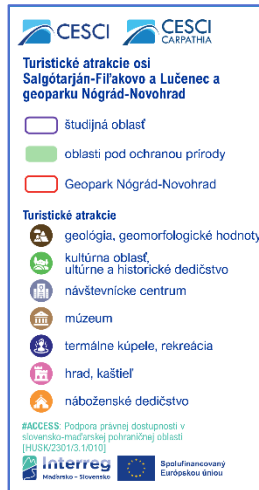 CESCI CESCI
CARPATHIA
Turistické atrakcie osi
Salgótarján-Fiľakovo a Lučenec a
geoparku Nógrád-Novohrad
študijná oblasť
oblasti pod ochranou prírody
Geopark Nógrád-Novohrad
Turistické atrakcie
geológia, geomorfologické hodnoty
kultúrna oblasť,
ultúrne a historické dedičstvo
návštevnícke centrum
múzeum
termálne kúpele, rekreácia
hrad, kaštieľ
náboženské dedičstvo
#ACCESS: Podpora právnej dostupnosti v
slovensko-maďarskej pohraničnej oblasti
[HUSK/2301/3.1/010]
Interreg
Maďarsko - Slovensko
Spolufinancovaný
Európskou úniou